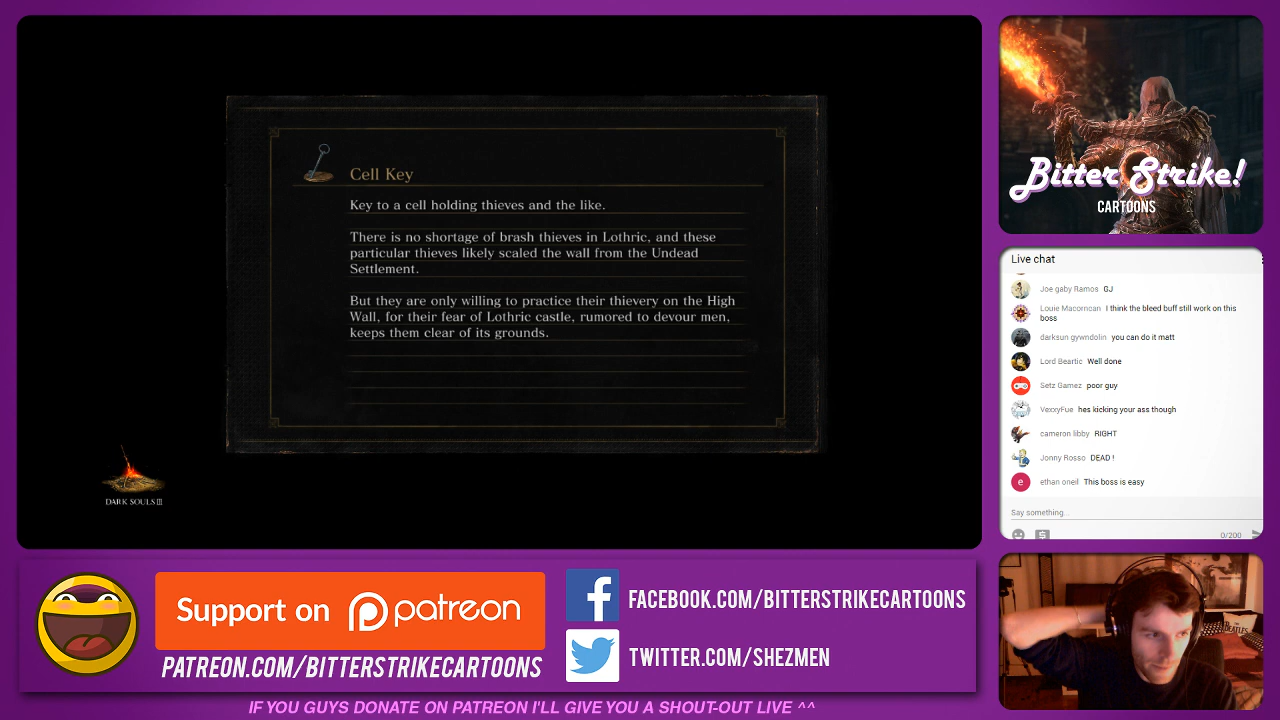 Cell Key
Key to a cell holding thieves and the like.
There is no shortage of brash thieves in Lothric, and these
particular thieves likely scaled the wall from the Undead
Settlement.
But they are only willing to practice their thievery on the High
Wall, for their fear of Lothric castle, rumored to devour men,
keeps them clear of its grounds.
DARK SOULS III
Bitter Strike!
CARTOONS
Live chat
Joe gaby Ramos GJ
Louie Macorncan I think the bleed buff still work on this
boss
darksun gywndolin you can do it matt
Lord Beartic Well done
Setz Gamez poor guy
VexxyFue hes kicking your ass though
cameron libby RIGHT
Jonny Rosso DEAD !
e ethan oneil This boss is easy
Say something...
0/200
Support on patreon
PATREON.COM/BITTERSTRIKECARTOONS
FACEBOOK.COM/BITTERSTRIKECARTOONS
TWITTER.COM/SHEZMEN
IF YOU GUYS DONATE ON PATREON I'LL GIVE YOU A SHOUT-OUT LIVE ^^